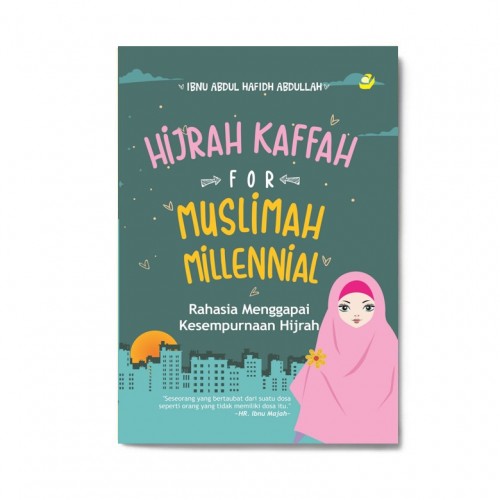 IBNU ABDUL HAFIDH ABDULLAH
HIJRAH KAFFAH
FOR
MUSLIMAH
MILLENNIAL
Rahasia Menggapai
Kesempurnaan Hijrah
"Seseorang yang bertaubat dari suatu dosa
seperti orang yang tidak memiliki dosa itu."
-HR. Ibnu Majah-